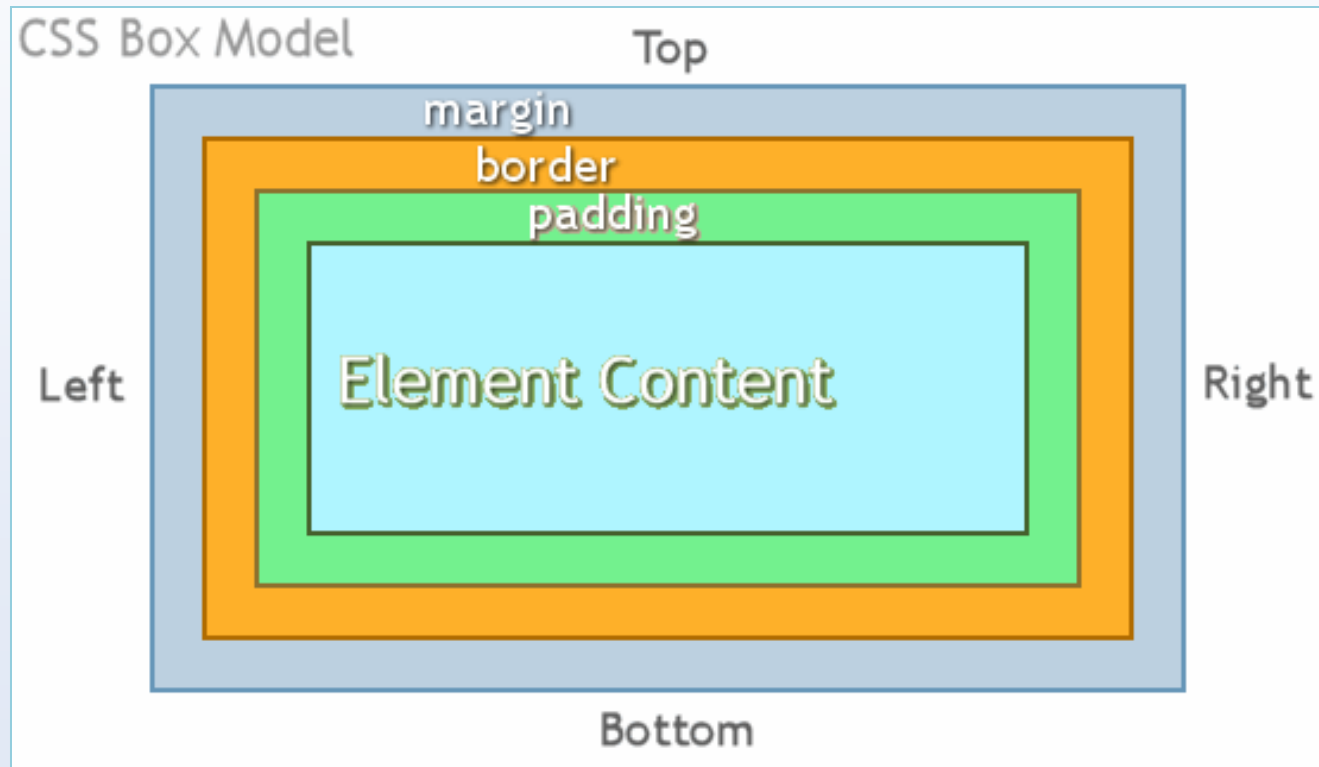 CSS Box Model
Top
margin
border
padding
Left
Element Content
Right
Bottom